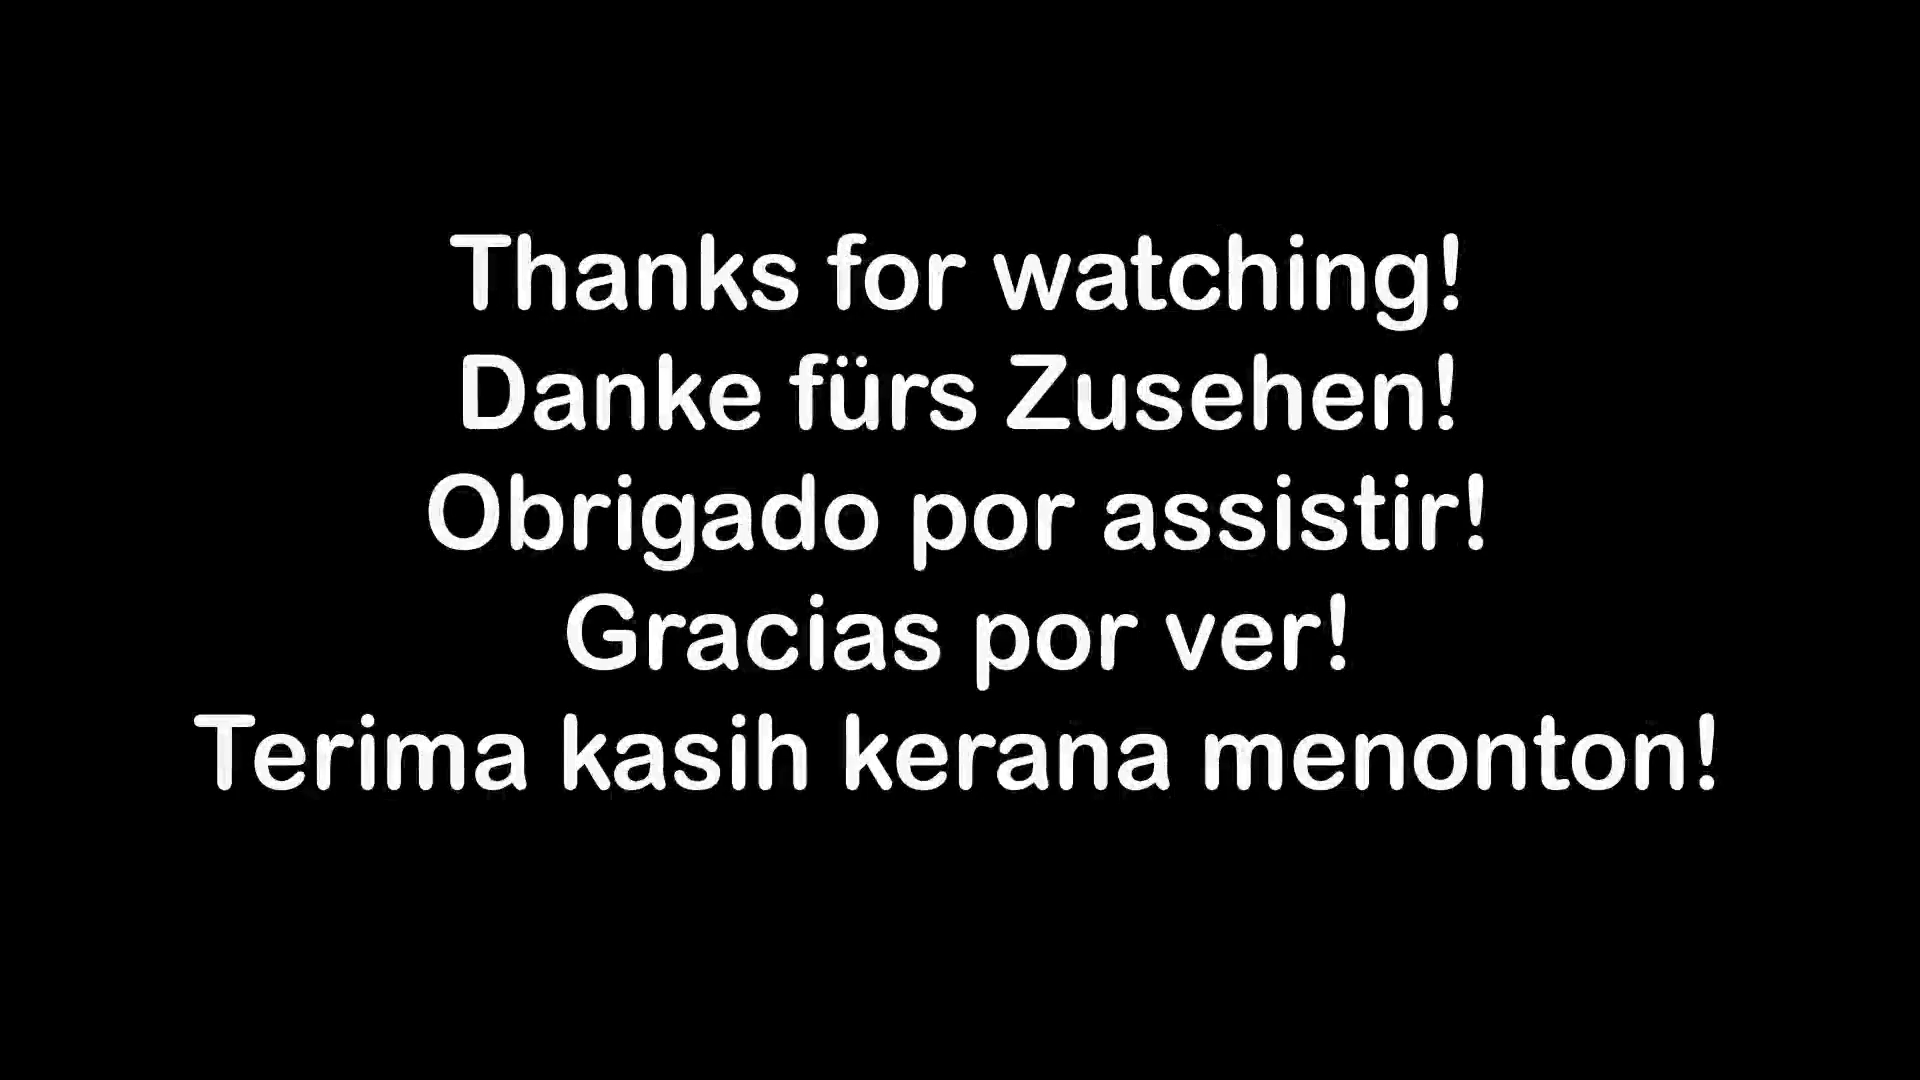 Thanks for watching!
Danke fürs Zusehen!
Obrigado por assistir!
Gracias por ver!
Terima kasih kerana menonton!